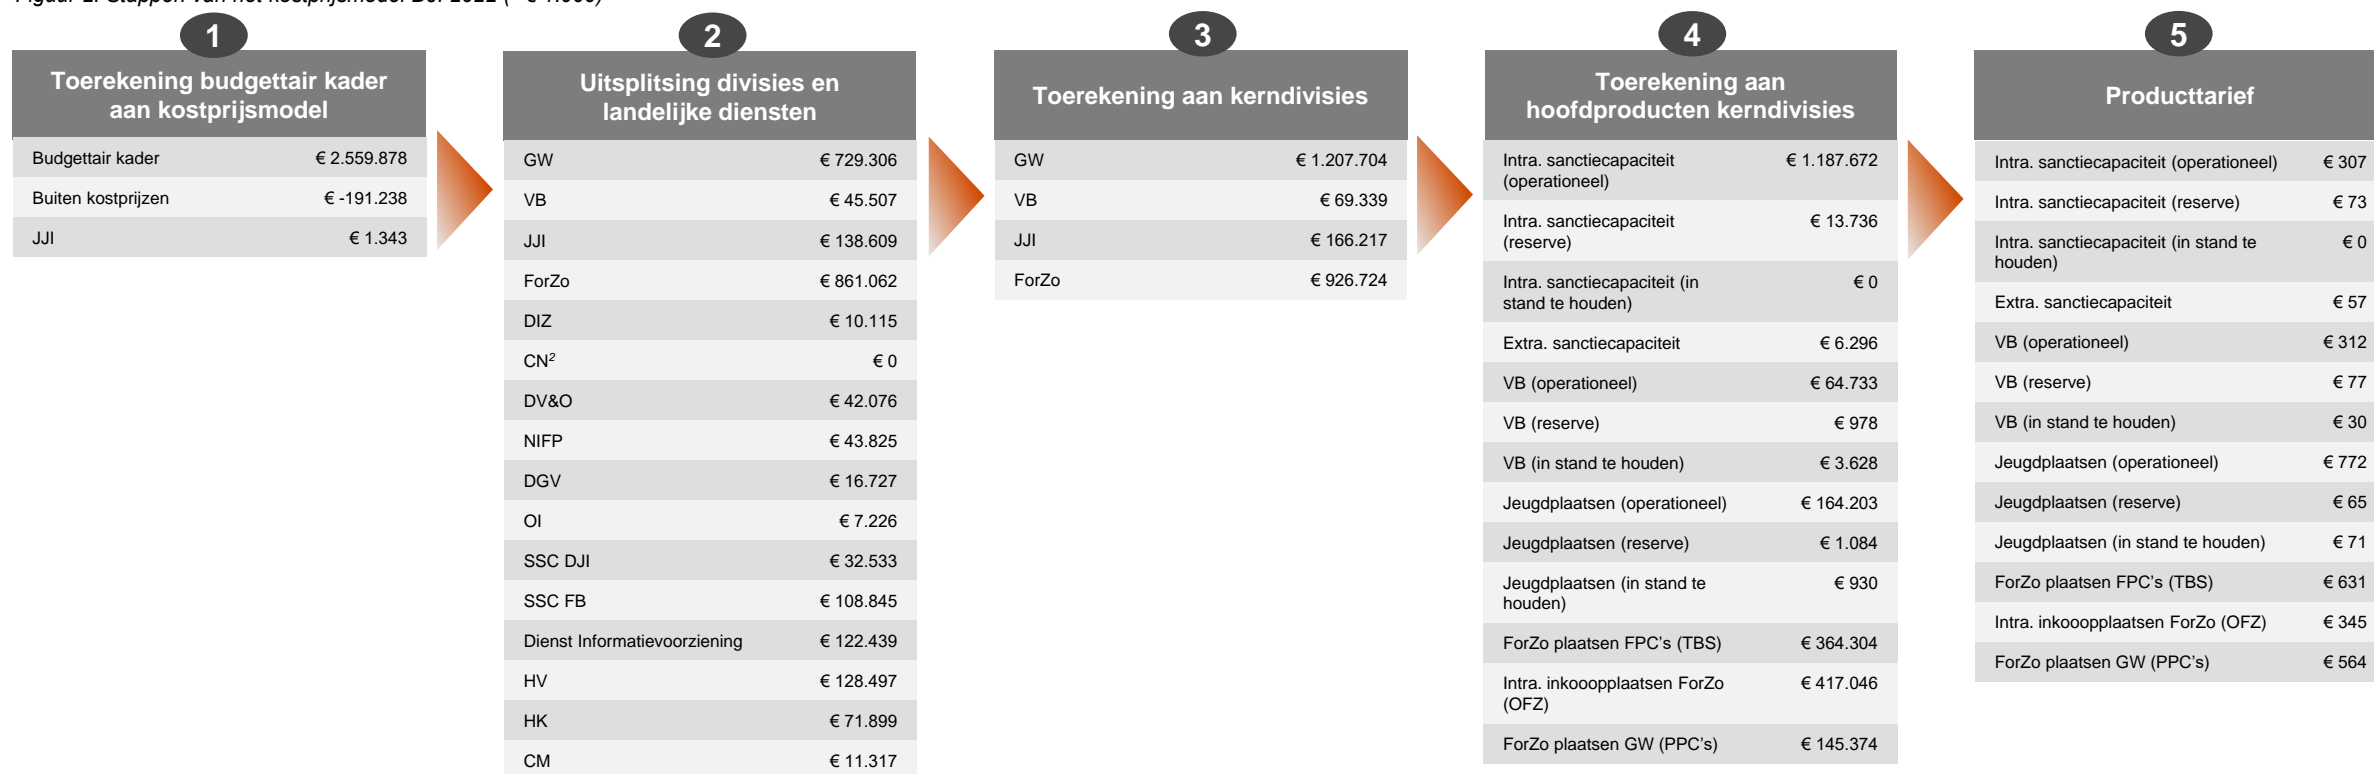 1
Toerekening budgettair kader
aan kostprijsmodel
Budgettair kader € 2.559.878
Buiten kostprijzen € -191.238
JJI € 1.343
2
Uitsplitsing divisies en
landelijke diensten
GW € 729.306
VB € 45.507
JJI € 138.609
ForZo € 861.062
DIZ € 10.115
CN² € 0
DV&O € 42.076
NIFP € 43.825
DGV € 16.727
OI € 7.226
SSC DJI € 32.533
SSC FB € 108.845
Dienst Informatievoorziening € 122.439
HV € 128.497
HK € 71.899
CM € 11.317
3
Toerekening aan kerndivisies
GW € 1.207.704
VB € 69.339
JJI € 166.217
ForZo € 926.724
4
Toerekening aan
hoofdproducten kerndivisies
Intra. sanctiecapaciteit € 1.187.672
(operationeel)
Intra. sanctiecapaciteit € 13.736
(reserve)
Intra. sanctiecapaciteit (in € 0
stand te houden)
Extra. sanctiecapaciteit € 6.296
VB (operationeel) € 64.733
VB (reserve) € 978
VB (in stand te houden) € 3.628
Jeugdplaatsen (operationeel) € 164.203
Jeugdplaatsen (reserve) € 1.084
Jeugdplaatsen (in stand te € 930
houden)
ForZo plaatsen FPC's (TBS) € 364.304
Intra. inkooopplaatsen ForZo € 417.046
(OFZ)
ForZo plaatsen GW (PPC's) € 145.374
5
Producttarief
Intra. sanctiecapaciteit (operationeel) € 307
Intra. sanctiecapaciteit (reserve) € 73
Intra. sanctiecapaciteit (in stand te € 0
houden)
Extra. sanctiecapaciteit € 57
VB (operationeel) € 312
VB (reserve) € 77
VB (in stand te houden) € 30
Jeugdplaatsen (operationeel) € 772
Jeugdplaatsen (reserve) € 65
Jeugdplaatsen (in stand te houden) € 71
ForZo plaatsen FPC's (TBS) € 631
Intra. inkooopplaatsen ForZo (OFZ) € 345
ForZo plaatsen GW (PPC's) € 564